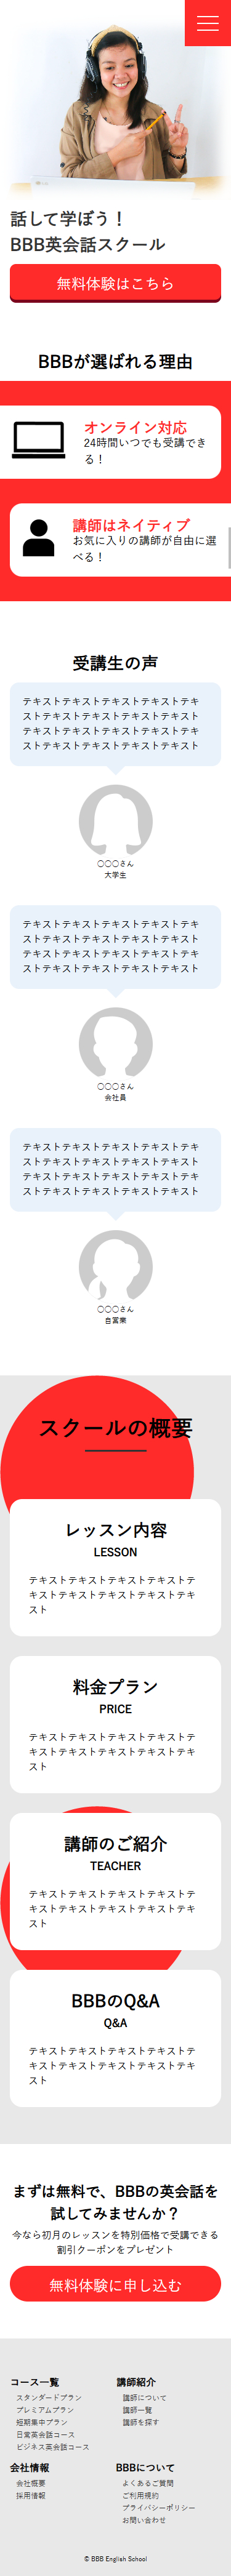 話して学ぼう！
BBB英会話スクール
無料体験はこちら
BBBが選ばれる理由
オンライン対応
24時間いつでも受講でき
る！
講師はネイティブ
お気に入りの講師が自由に選
べる！
受講生の声
テキストテキストテキストテキストテキ
ストテキストテキストテキストテキスト
テキストテキストテキストテキストテキ
ストテキストテキストテキストテキスト
〇〇〇さん
大学生
テキストテキストテキストテキストテキ
ストテキストテキストテキストテキスト
テキストテキストテキストテキストテキ
ストテキストテキストテキストテキスト
〇〇〇さん
会社員
テキストテキストテキストテキストテキ
ストテキストテキストテキストテキスト
テキストテキストテキストテキストテキ
ストテキストテキストテキストテキスト
〇〇〇さん
自営業
スクールの概要
レッスン内容
LESSON
テキストテキストテキストテキストテ
キストテキストテキストテキストテキ
スト
料金プラン
PRICE
テキストテキストテキストテキストテ
キストテキストテキストテキストテキ
スト
講師のご紹介
TEACHER
テキストテキストテキストテキストテ
キストテキストテキストテキストテキ
スト
BBBのQ&A
Q&A
テキストテキストテキストテキストテ
キストテキストテキストテキストテキ
スト
まずは無料で、BBBの英会話を
試してみませんか？
今なら初月のレッスンを特別価格で受講できる
割引クーポンをプレゼント
無料体験に申し込む
コース一覧
スタンダードプラン
プレミアムプラン
短期集中プラン
日常英会話コース
ビジネス英会話コース
講師紹介
講師について
講師一覧
講師を探す
会社情報
会社概要
採用情報
BBBについて
よくあるご質問
ご利用規約
プライバシーポリシー
お問い合わせ
© BBB English School